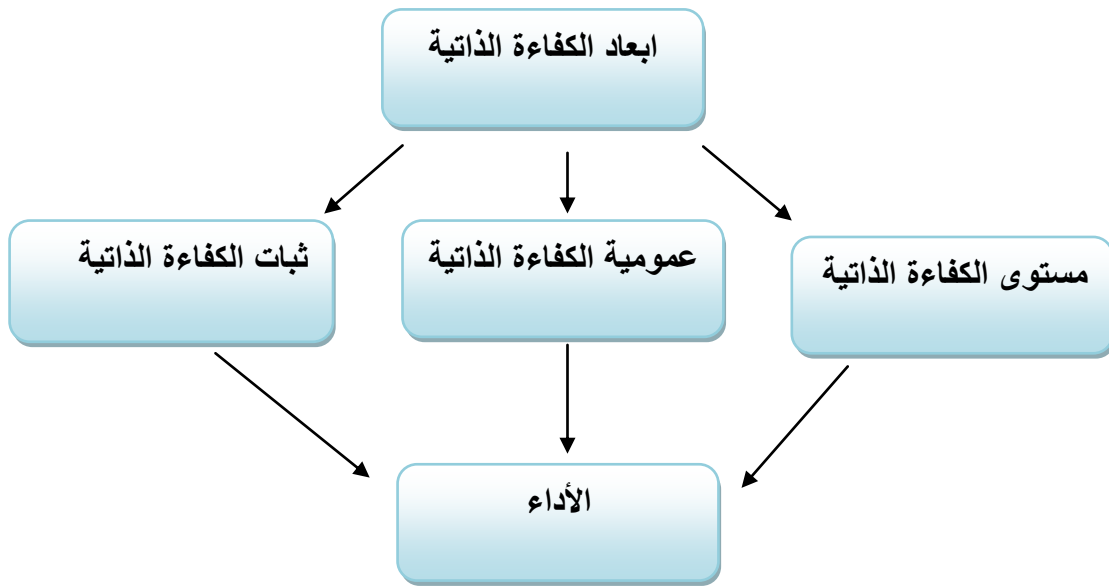 ابعاد الكفاءة الذاتية
مستوى الكفاءة الذاتية
عمومية الكفاءة الذاتية
ثبات الكفاءة الذاتية
الأداء